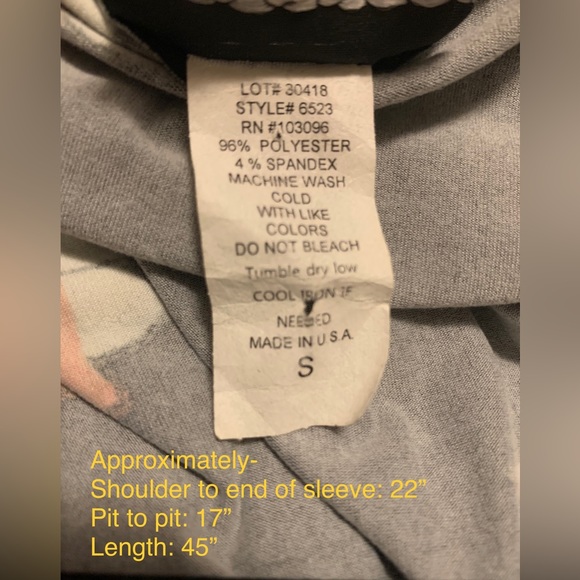 LOT# 30418
STYLE# 6523
RN #103096
96% POLYESTER
4 % SPANDEX
MACHINE WASH
COLD
WITH LIKE
COLORS
DO NOT BLEACH
Tumble dry low
COOL IRON IF
NEEDED
MADE IN U.S.A.
S
Approximately-
Shoulder to end of sleeve: 22”
Pit to pit: 17”
Length: 45”